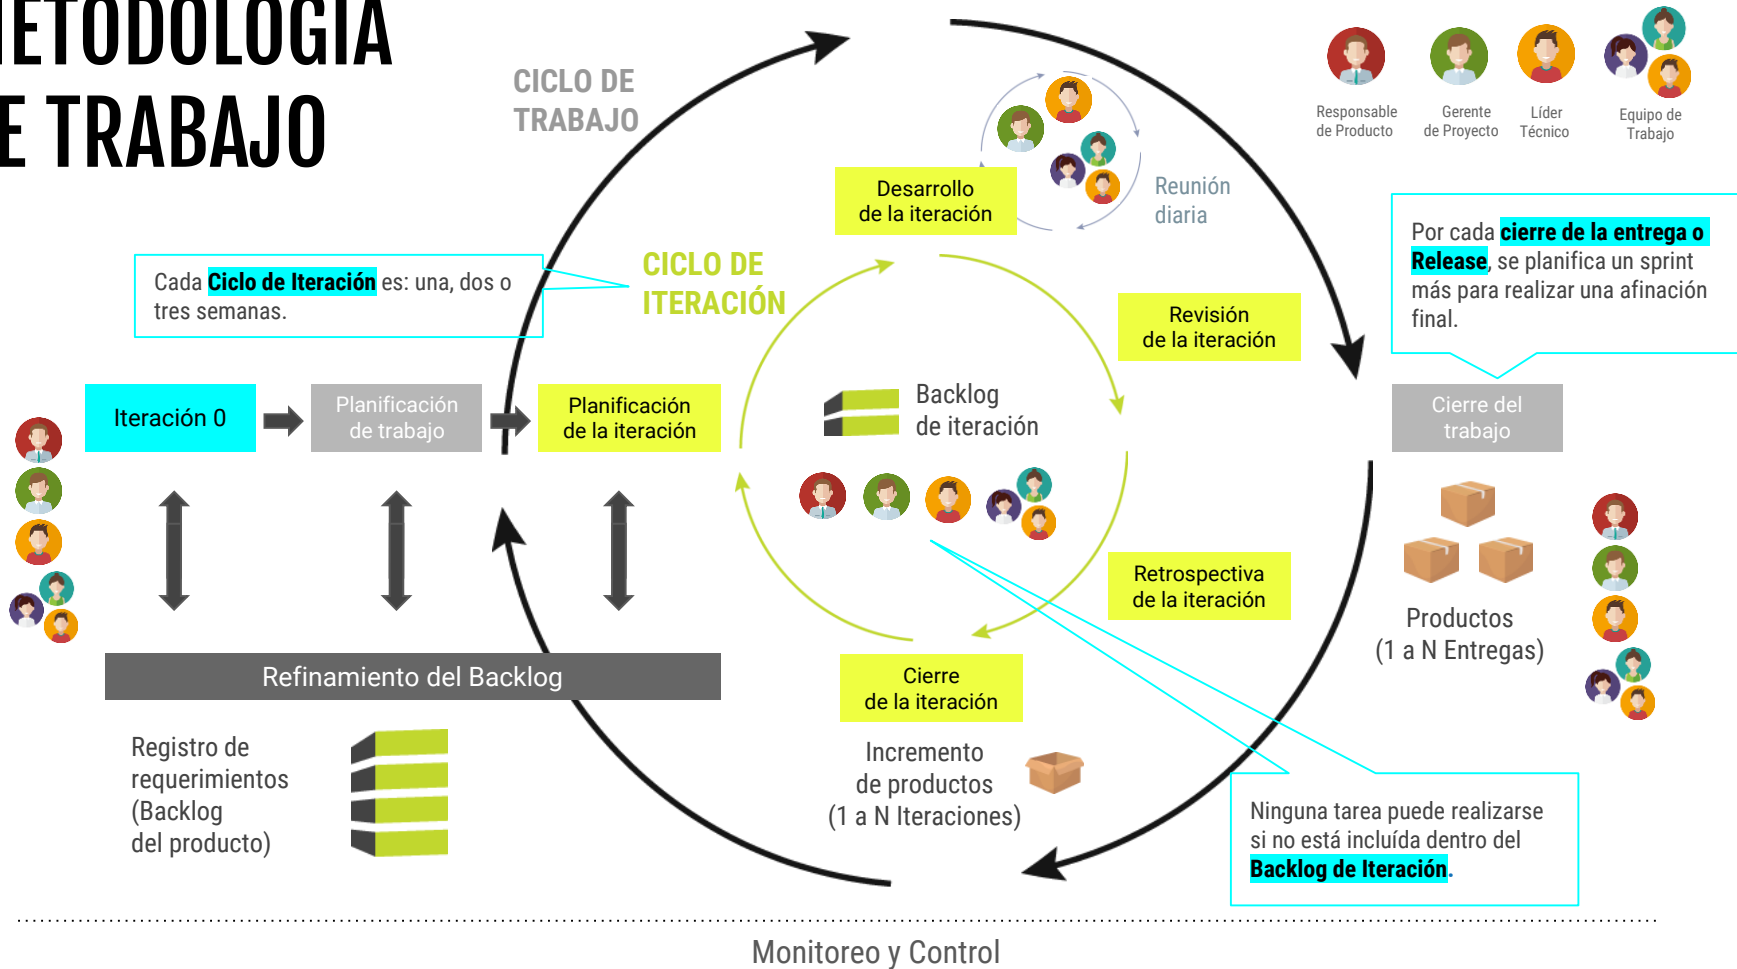 ETODOLOGÍA
E TRABAJO
CICLO DE
TRABAJO
Responsable
de Producto
Gerente
de Proyecto
Líder
Técnico
Equipo de
Trabajo
Desarrollo
de la iteración
Reunión
diaria
Por cada cierre de la entrega o
Release, se planifica un sprint
más para realizar una afinación
final.
Cada Ciclo de Iteración es: una, dos o
tres semanas.
CICLO DE
ITERACIÓN
Revisión
de la iteración
Iteración 0
Planificación
de trabajo
Planificación
de la iteración
Backlog
de iteración
Cierre del
trabajo
Retrospectiva
de la iteración
Productos
(1 a N Entregas)
Refinamiento del Backlog
Cierre
de la iteración
Registro de
requerimientos
(Backlog
del producto)
Incremento
de productos
(1 a N Iteraciones)
Ninguna tarea puede realizarse
si no está incluída dentro del
Backlog de Iteración.
Monitoreo y Control